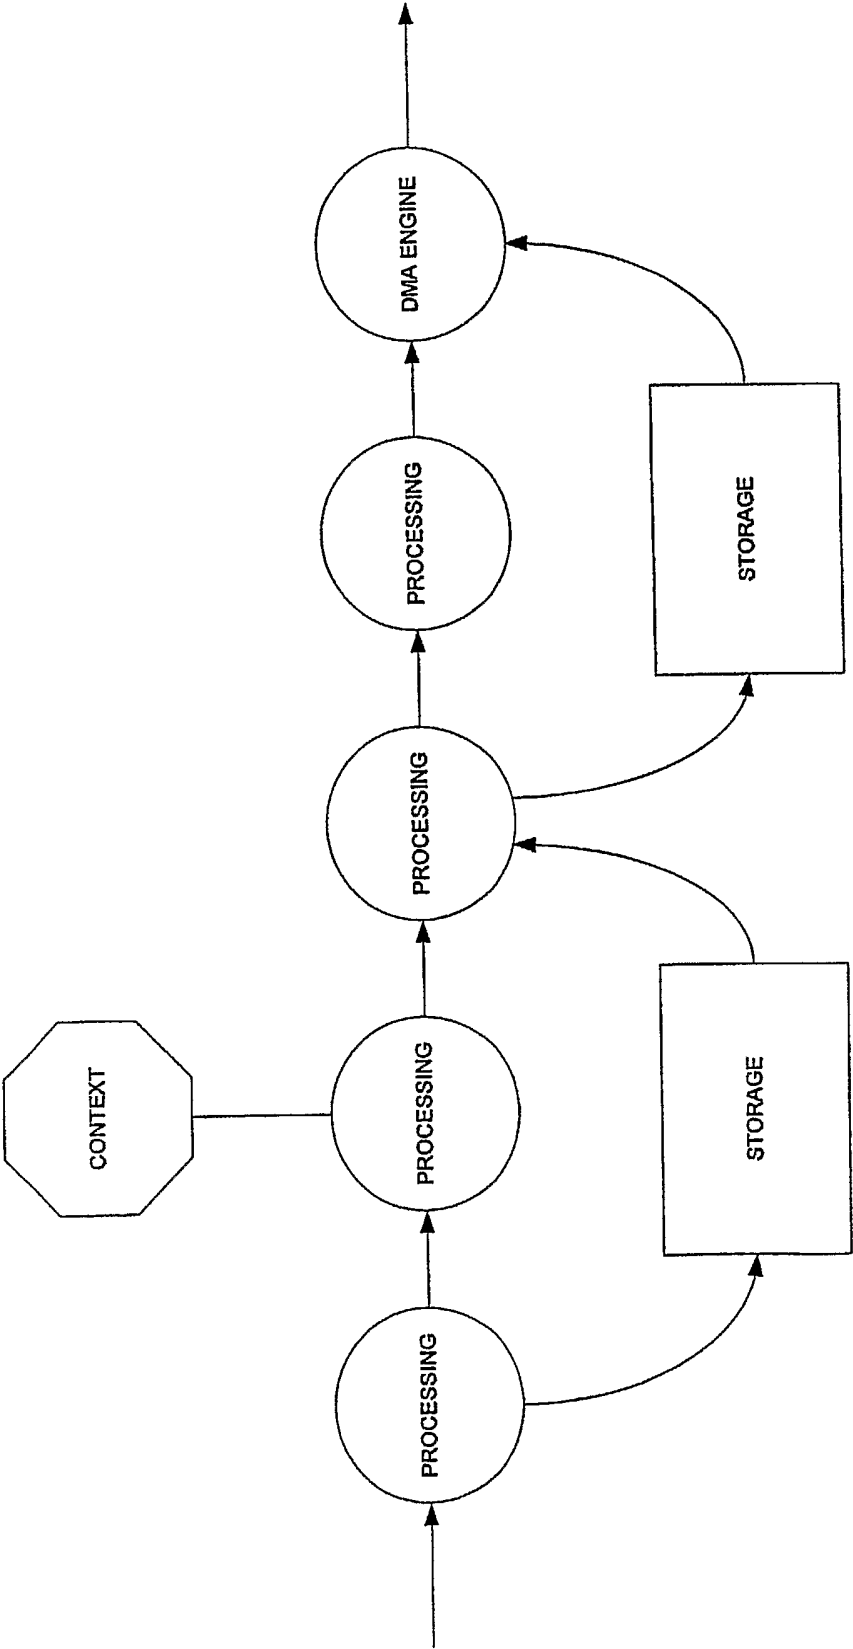 CONTEXT
PROCESSING
PROCESSING
PROCESSING
PROCESSING
DMA ENGINE
STORAGE
STORAGE